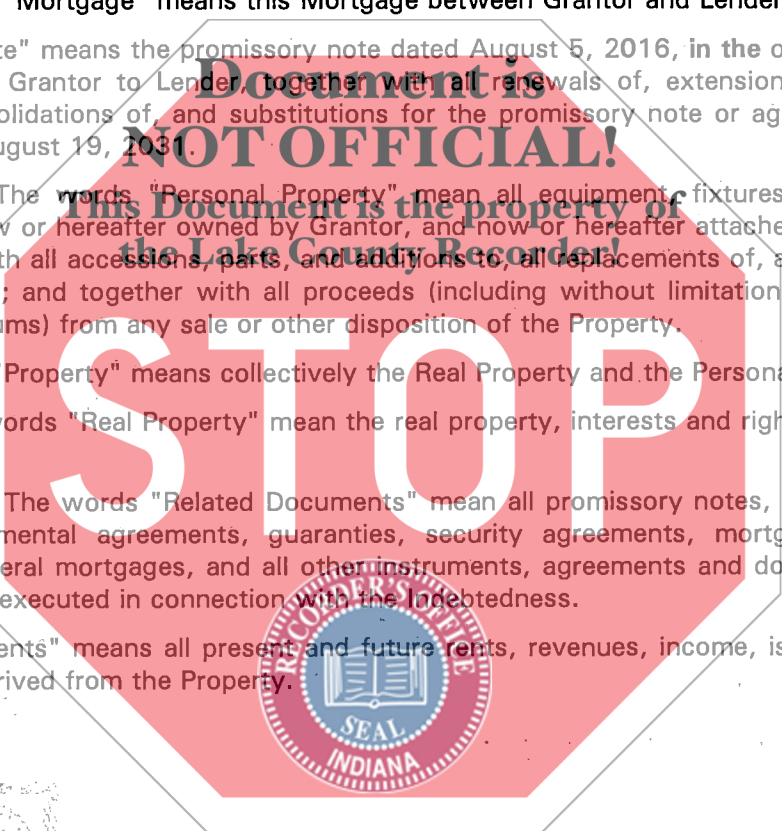 Mortgage" means this Mortgage between Grantor and Lender
te" means the promissory note dated August 5, 2016, in the o
Grantor to Lender, together with all renewals of, extension
olidations of, and substitutions for the promissory note or ag
ugust 19, 2031.
The words "Personal Property" mean all equipment, fixtures
w or hereafter owned by Grantor, and now or hereafter attache
th all accessions, parts, and additions to, all replacements of, a
; and together with all proceeds (including without limitation
ums) from any sale or other disposition of the Property.
"Property" means collectively the Real Property and the Persona
words "Real Property" mean the real property, interests and righ
The words "Related Documents" mean all promissory notes,
mental agreements, guaranties, security agreements, mortg
eral mortgages, and all other instruments, agreements and do
executed in connection with the Indebtedness.
ents" means all present and future rents, revenues, income, is
rived from the Property.
Document is
NOT OFFICIAL!
This Document is the property of
the Lake County Recorder!
STOP
RECORDER'S OFFICE
SEAL
INDIANA